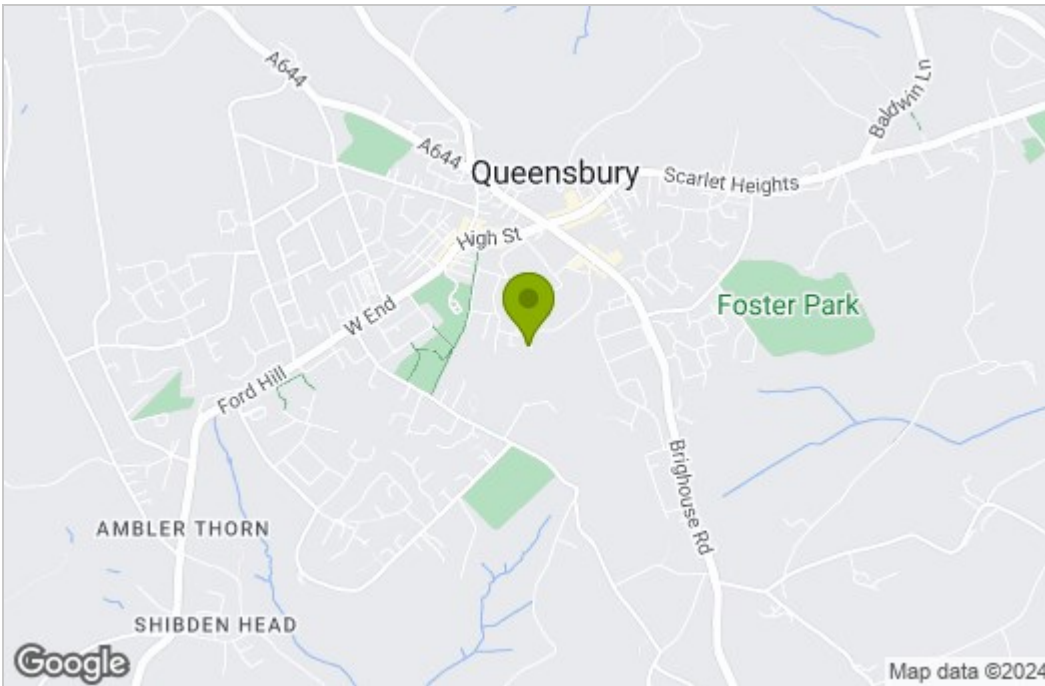 A644
A644
Baldwin Ln
Queensbury
Scarlet Heights
High St
W End
Foster Park
Ford Hill
Brighouse Rd
AMBLER THORN
SHIBDEN HEAD
Google
Map data ©2024